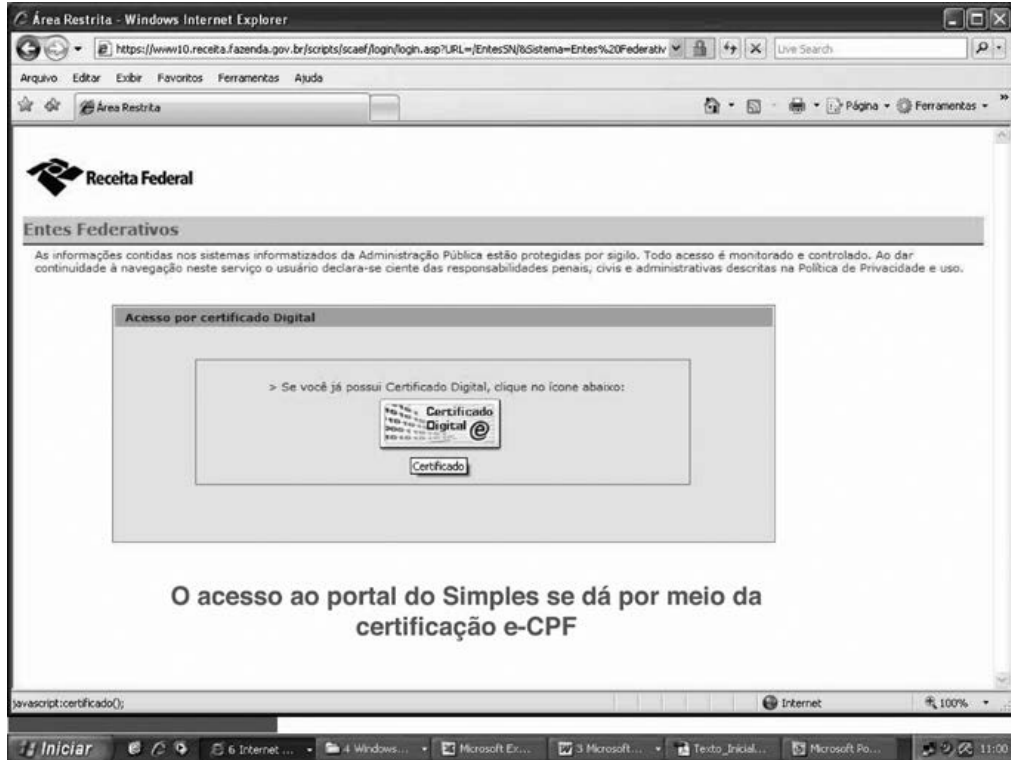 Área Restrita - Windows Internet Explorer
https://www10.receita.fazenda.gov.br/scripts/scaef/login/login.asp?URL=/EntesSN/&Sistema=Entes%20Federativ
Live Search
Arquivo Editar Exibir Favoritos Ferramentas Ajuda
Área Restrita
Página
Ferramentas
Receita Federal
Entes Federativos
As informações contidas nos sistemas informatizados da Administração Pública estão protegidas por sigilo. Todo acesso é monitorado e controlado. Ao dar
continuidade à navegação neste serviço o usuário declara-se ciente das responsabilidades penais, civis e administrativas descritas na Política de Privacidade e uso.
Acesso por certificado Digital
> Se você já possui Certificado Digital, clique no ícone abaixo:
Certificado
Digital
Certificado
O acesso ao portal do Simples se dá por meio da
certificação e-CPF
javascript:certificado();
Internet
100%
Iniciar
6 Internet ...
4 Windows...
Microsoft Ex...
3 Microsoft...
Texto_Inicial...
Microsoft Po...
11:00